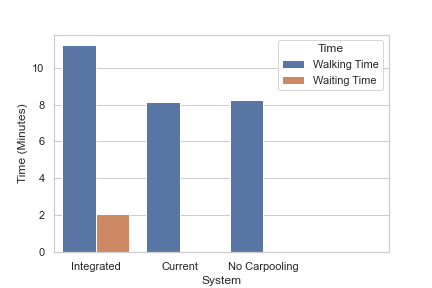 Time
Walking Time
Waiting Time
10
8
6
4
2
0
Time (Minutes)
Integrated
Current
No Carpooling
System